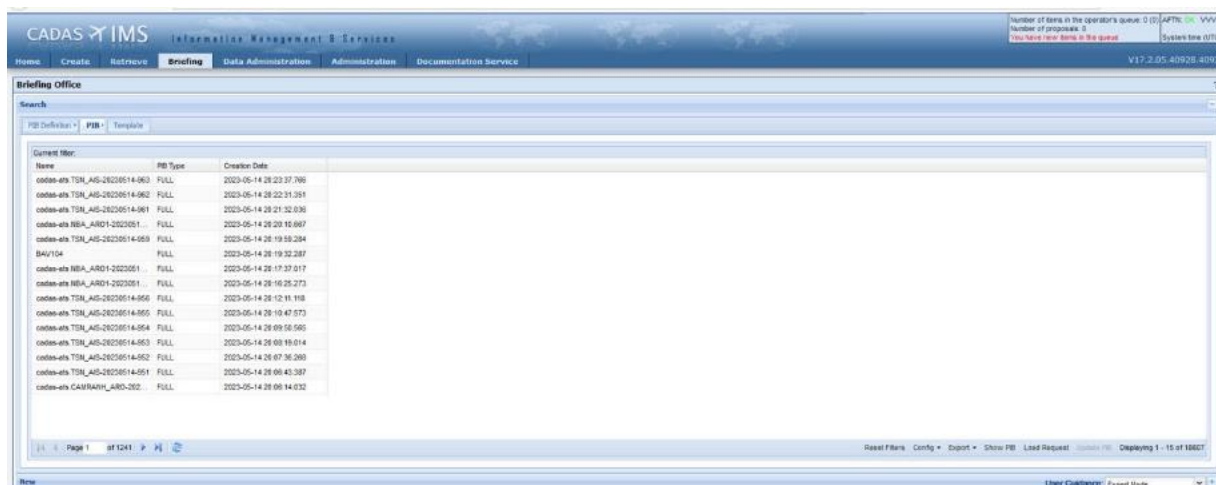 Number of items in the operator's queue: 0 (0) AFTN: OK VVV
Number of proposals: 0
You have new items in the queue System time (UT
CADAS IMS Information Management & Services
Home Create Retrieve Briefing Data Administration Administration Documentation Service V17.2.05.40928.409
Briefing Office
Search
PIB Definition PIB Template
Current filter:
Name PIB Type Creation Date
cadas-ats.TSN_AIS-20230514-963 FULL 2023-05-14 20:23:37.766
cadas-ats.TSN_AIS-20230514-962 FULL 2023-05-14 20:22:31.351
cadas-ats.TSN_AIS-20230514-961 FULL 2023-05-14 20:21:32.036
cadas-ats.NBA_ARO1-2023051... FULL 2023-05-14 20:20:10.667
cadas-ats.TSN_AIS-20230514-959 FULL 2023-05-14 20:19:59.284
BAV104 FULL 2023-05-14 20:19:32.287
cadas-ats.NBA_ARO1-2023051... FULL 2023-05-14 20:17:37.017
cadas-ats.NBA_ARO1-2023051... FULL 2023-05-14 20:16:25.273
cadas-ats.TSN_AIS-20230514-956 FULL 2023-05-14 20:12:11.118
cadas-ats.TSN_AIS-20230514-955 FULL 2023-05-14 20:10:47.573
cadas-ats.TSN_AIS-20230514-954 FULL 2023-05-14 20:09:50.565
cadas-ats.TSN_AIS-20230514-953 FULL 2023-05-14 20:08:19.014
cadas-ats.TSN_AIS-20230514-952 FULL 2023-05-14 20:07:36.268
cadas-ats.TSN_AIS-20230514-951 FULL 2023-05-14 20:06:43.387
cadas-ats.CAMRANH_ARO-202... FULL 2023-05-14 20:06:14.032
Page 1 of 1241 Reset Filters Config Export Show PIB Load Request Update PIB Displaying 1 - 15 of 18607
New User Guidance: Expert Mode